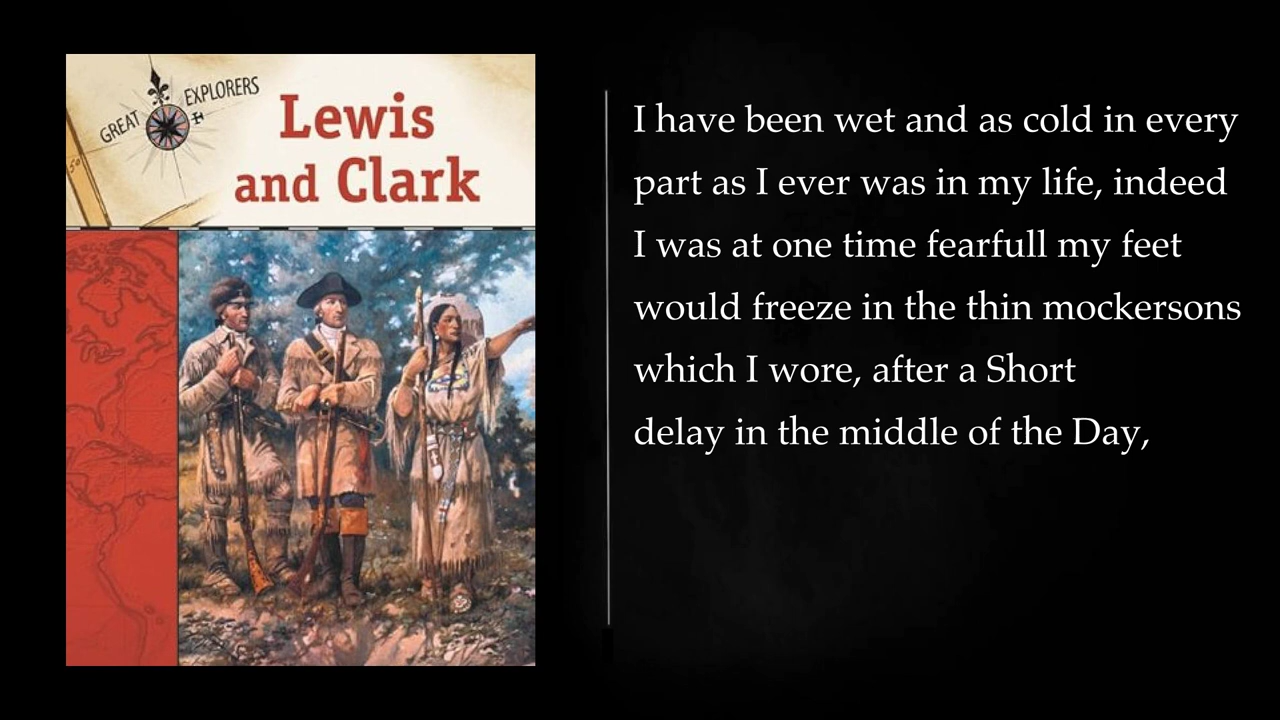 GREAT EXPLORERS
Lewis
and Clark
50
I have been wet and as cold in every
part as I ever was in my life, indeed
I was at one time fearfull my feet
would freeze in the thin mockersons
which I wore, after a Short
delay in the middle of the Day,